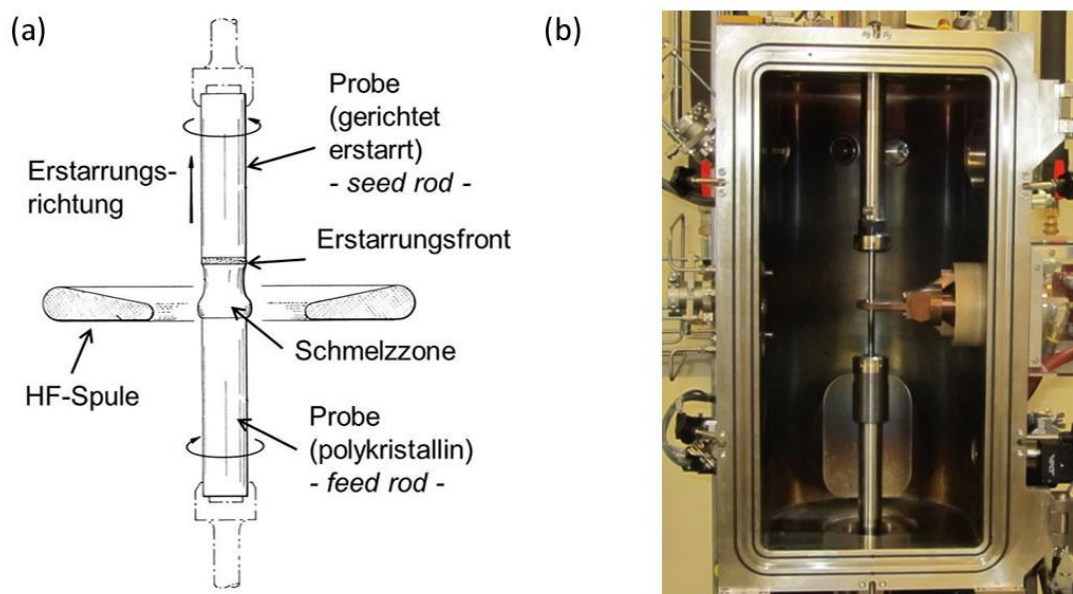 (a)
Probe
(gerichtet
erstarrt)
- seed rod -
Erstarrungs-
richtung
Erstarrungsfront
Schmelzzone
HF-Spule
Probe
(polykristallin)
- feed rod -
(b)